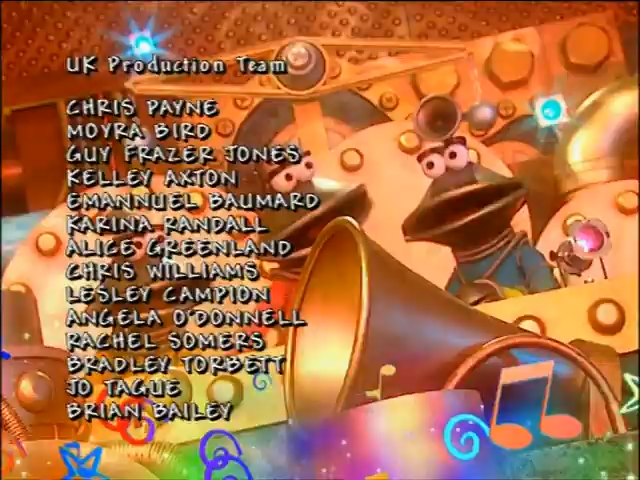 UK Production Team
CHRIS PAYNE
MOYRA BIRD
GUY FRAZER JONES
KELLEY AXTON
EMANNUEL BAUMARD
KARINA RANDALL
ALICE GREENLAND
CHRIS WILLIAMS
LESLEY CAMPION
ANGELA O'DONNELL
RACHEL SOMERS
BRADLEY TORBETT
JO TAGUE
BRIAN BAILEY